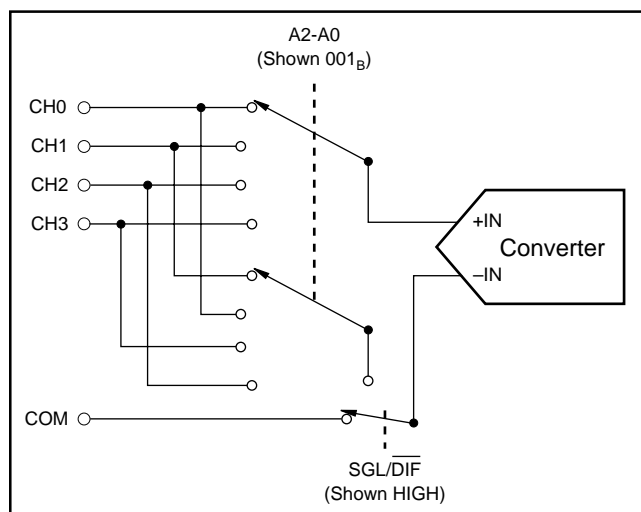 A2-A0
(Shown 001B)
CH0
CH1
CH2
CH3
+IN
Converter
–IN
COM
SGL/DIF
(Shown HIGH)